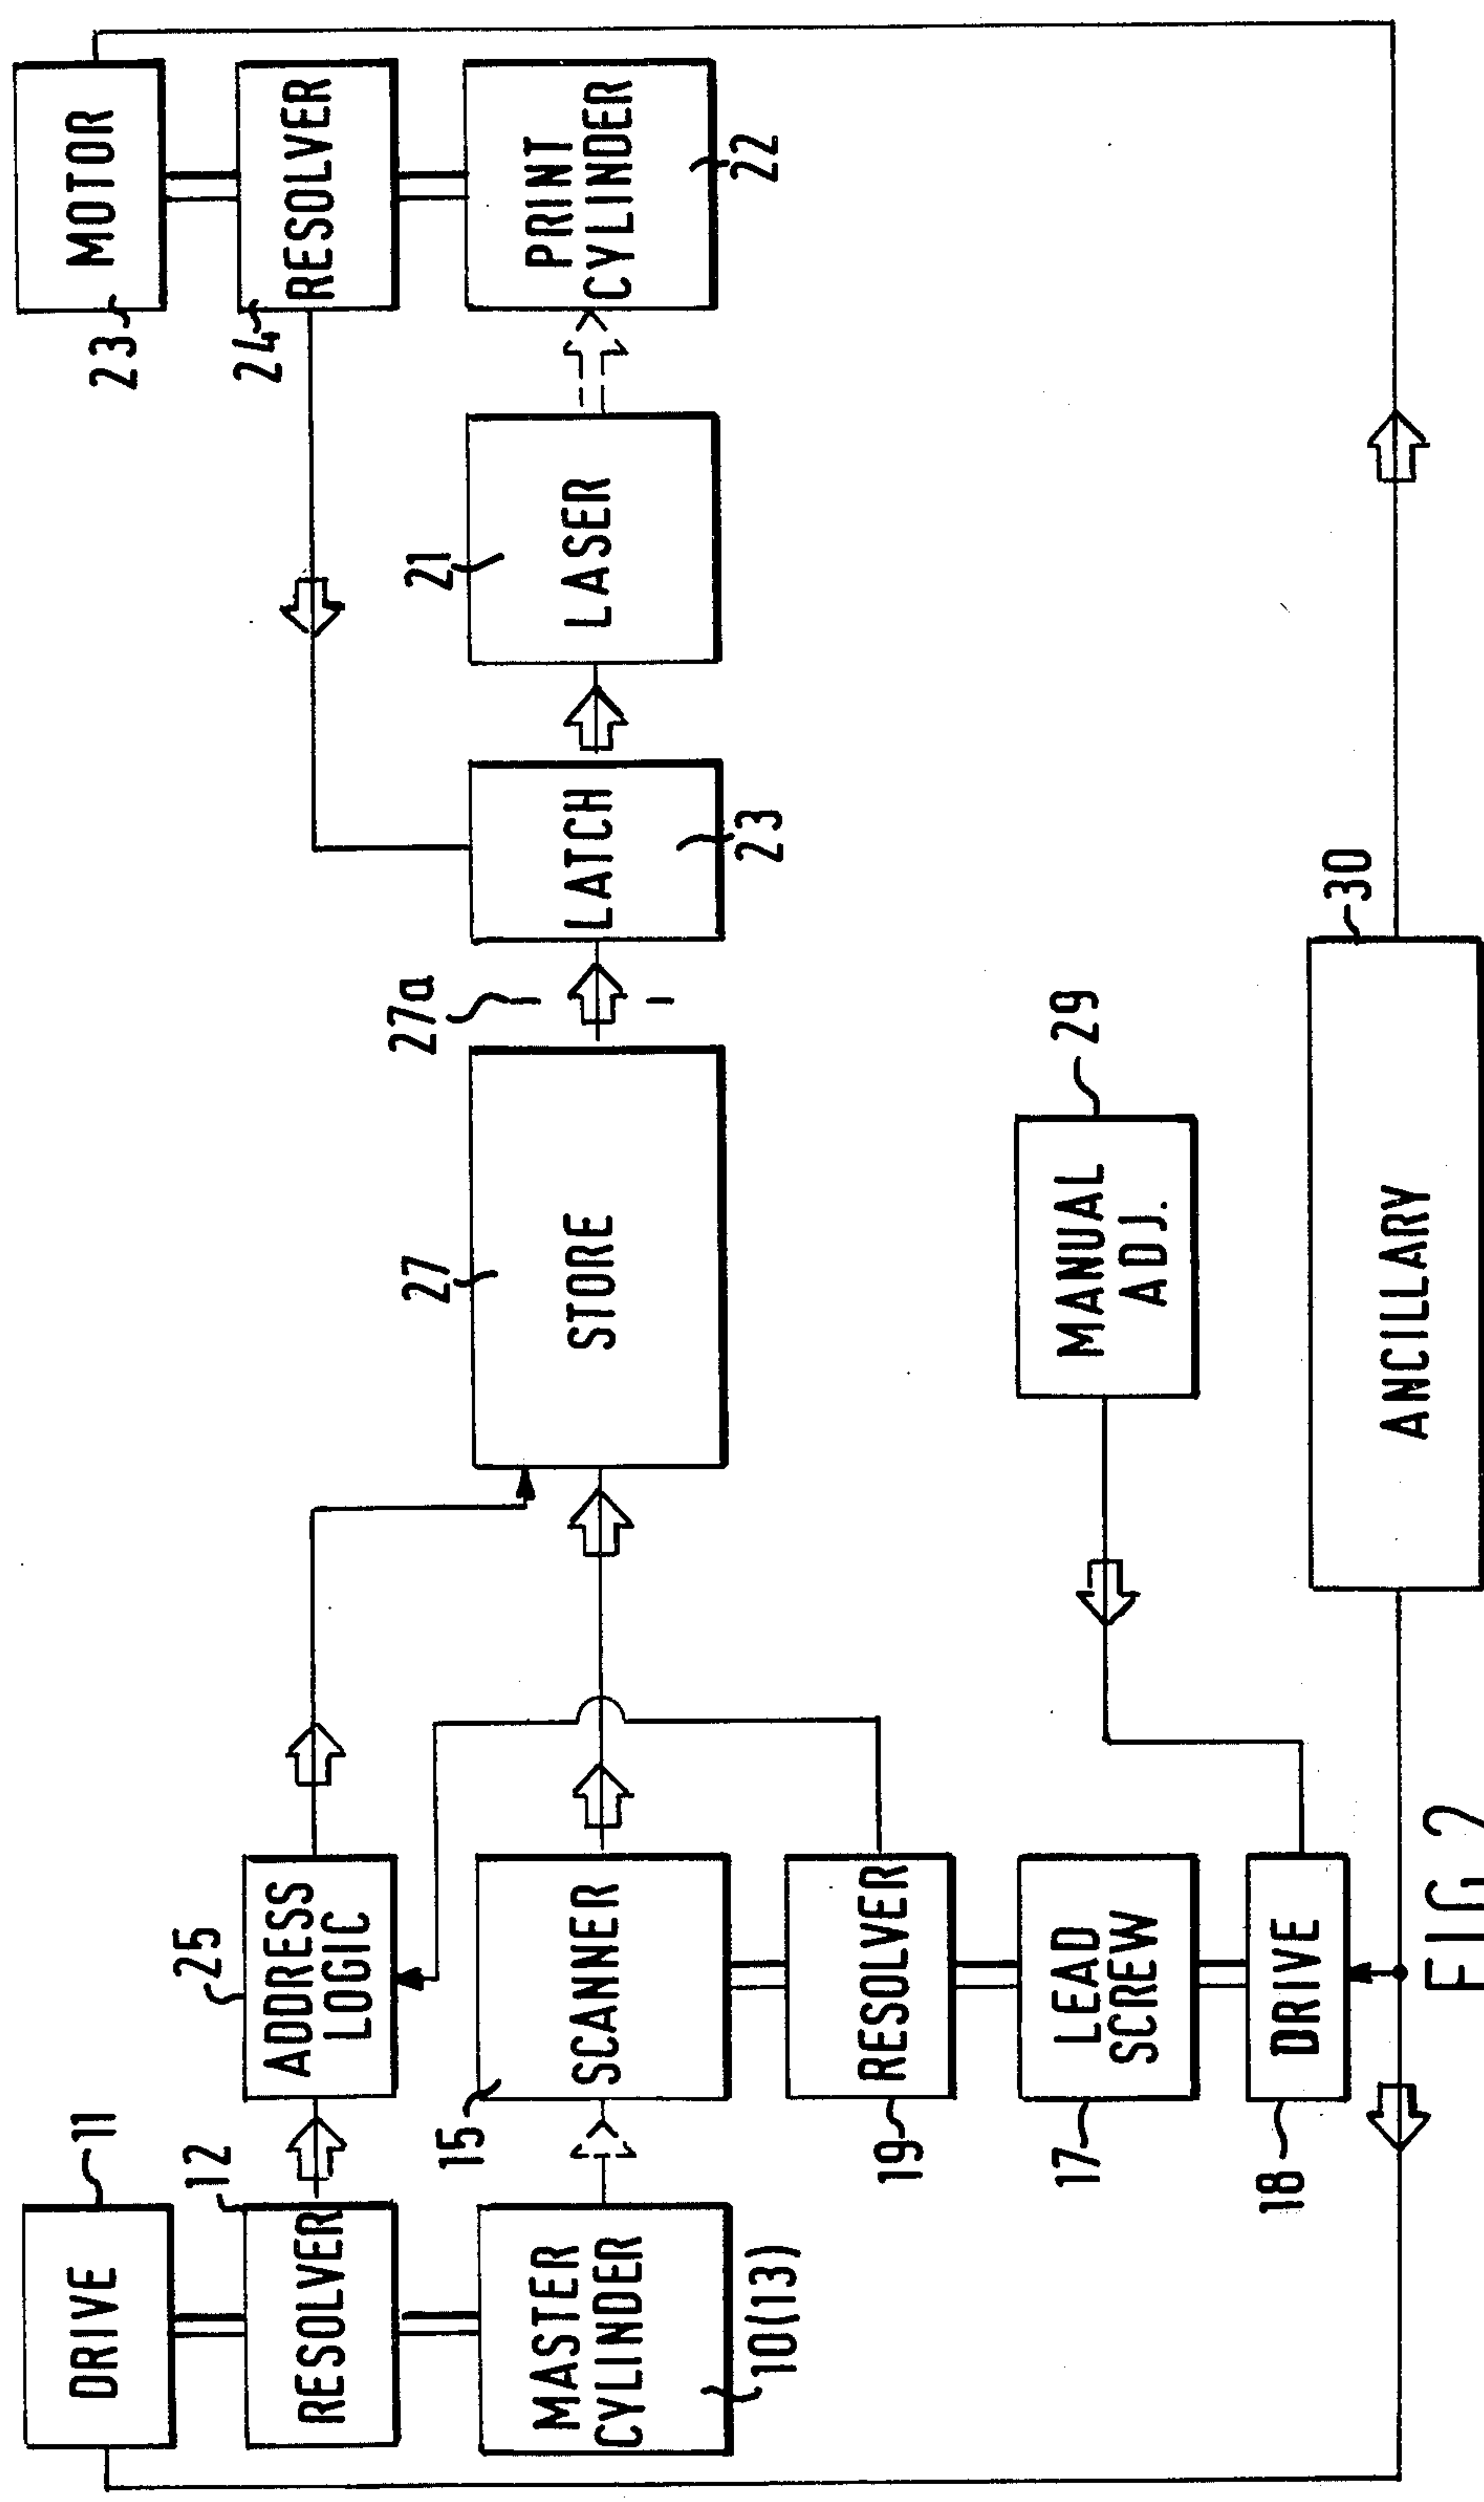 DRIVE
11
RESOLVER
12
MASTER
CYLINDER
10(13)
ADDRESS
LOGIC
25
SCANNER
15
RESOLVER
19
LEAD
SCREW
17
DRIVE
18
STORE
27
27a
MANUAL
ADJ.
29
ANCILLARY
30
LATCH
23
LASER
21
MOTOR
23
RESOLVER
24
PRINT
CYLINDER
22
FIG. 2